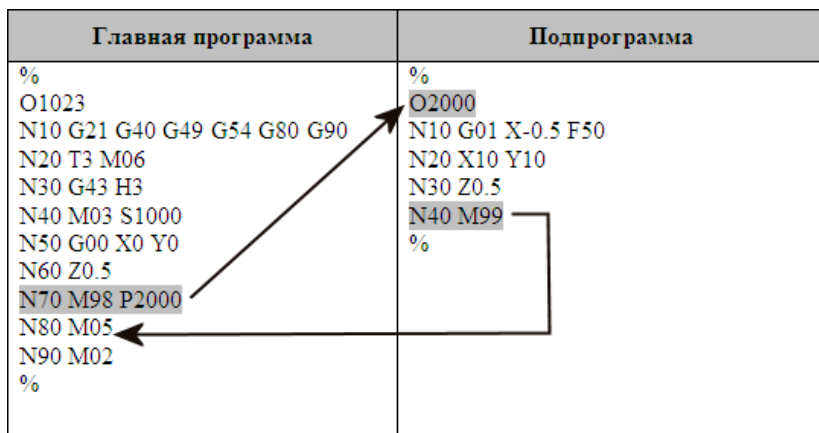 Главная программа
%
O1023
N10 G21 G40 G49 G54 G80 G90
N20 T3 M06
N30 G43 H3
N40 M03 S1000
N50 G00 X0 Y0
N60 Z0.5
N70 M98 P2000
N80 M05
N90 M02
%
Подпрограмма
%
O2000
N10 G01 X-0.5 F50
N20 X10 Y10
N30 Z0.5
N40 M99
%